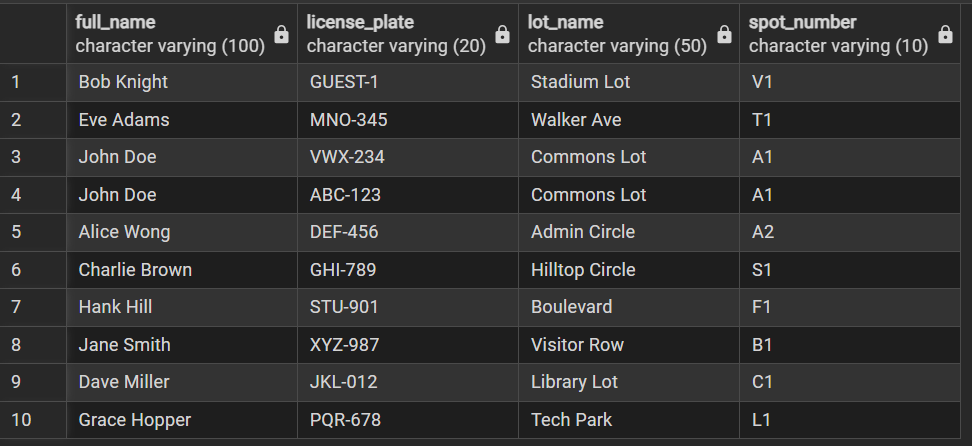 full_name license_plate lot_name spot_number
character varying (100) character varying (20) character varying (50) character varying (10)
1 Bob Knight GUEST-1 Stadium Lot V1
2 Eve Adams MNO-345 Walker Ave T1
3 John Doe VWX-234 Commons Lot A1
4 John Doe ABC-123 Commons Lot A1
5 Alice Wong DEF-456 Admin Circle A2
6 Charlie Brown GHI-789 Hilltop Circle S1
7 Hank Hill STU-901 Boulevard F1
8 Jane Smith XYZ-987 Visitor Row B1
9 Dave Miller JKL-012 Library Lot C1
10 Grace Hopper PQR-678 Tech Park L1